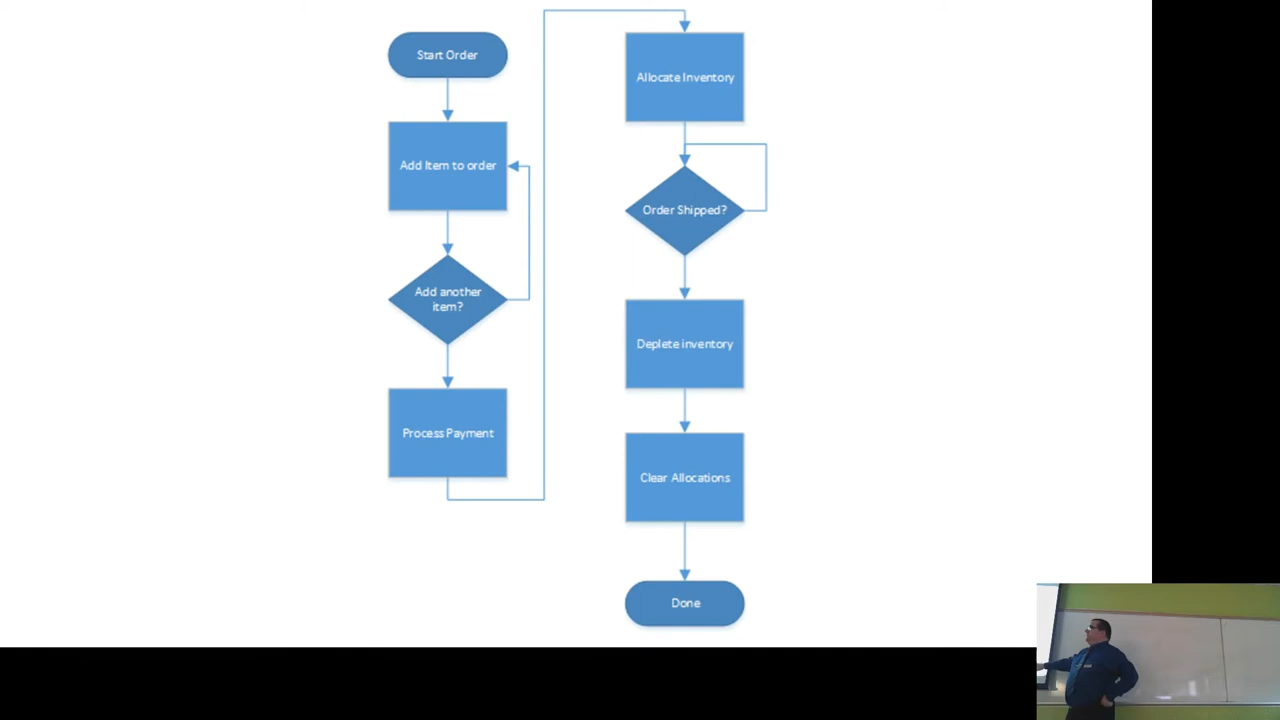 Start Order
Add Item to order
Add another
item?
Process Payment
Allocate Inventory
Order Shipped?
Deplete inventory
Clear Allocations
Done